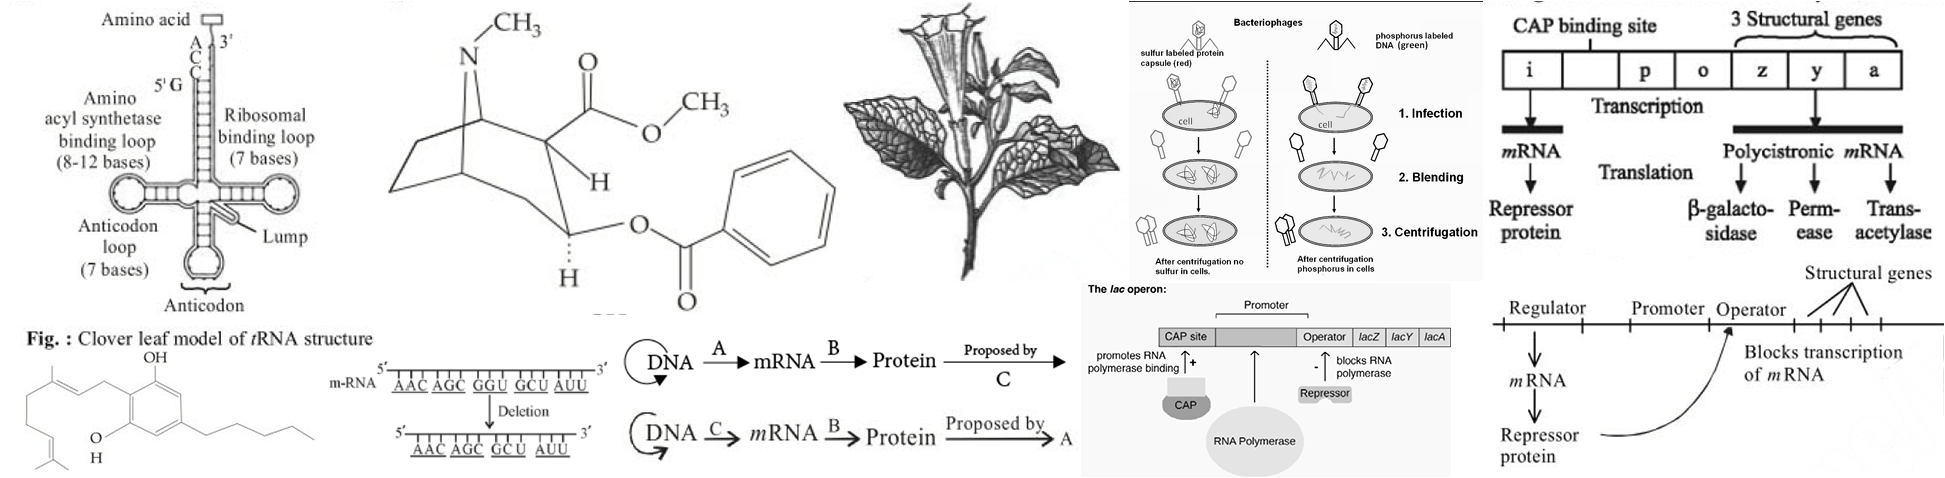 Amino acid
A
C
C
3'
5' G
Amino
acyl synthetase
binding loop
(8-12 bases)
Ribosomal
binding loop
(7 bases)
Anticodon
loop
(7 bases)
Lump
Anticodon
Fig. : Clover leaf model of tRNA structure
CH3
N
O
O
CH3
H
O
H
O
Bacteriophages
sulfur labeled protein
capsule (red)
phosphorus labeled
DNA (green)
cell
cell
1. Infection
2. Blending
3. Centrifugation
After centrifugation no
sulfur in cells.
After centrifugation
phosphorus in cells
CAP binding site
3 Structural genes
i p o z y a
Transcription
mRNA
Polycistronic mRNA
Translation
Repressor
protein
β-galacto-
sidase
Perm-
ease
Trans-
acetylase
OH
O
H
m-RNA
5' 3'
AAC AGC GGU GCU AUU
Deletion
5' 3'
AAC AGC GCU AUU
DNA A mRNA B Protein Proposed by
C
DNA C mRNA B Protein Proposed by A
The lac operon:
Promoter
CAP site Operator lacZ lacY lacA
promotes RNA
polymerase binding
+
-
blocks RNA
polymerase
CAP
Repressor
RNA Polymerase
Structural genes
Regulator Promoter Operator
Blocks transcription
of mRNA
mRNA
Repressor
protein